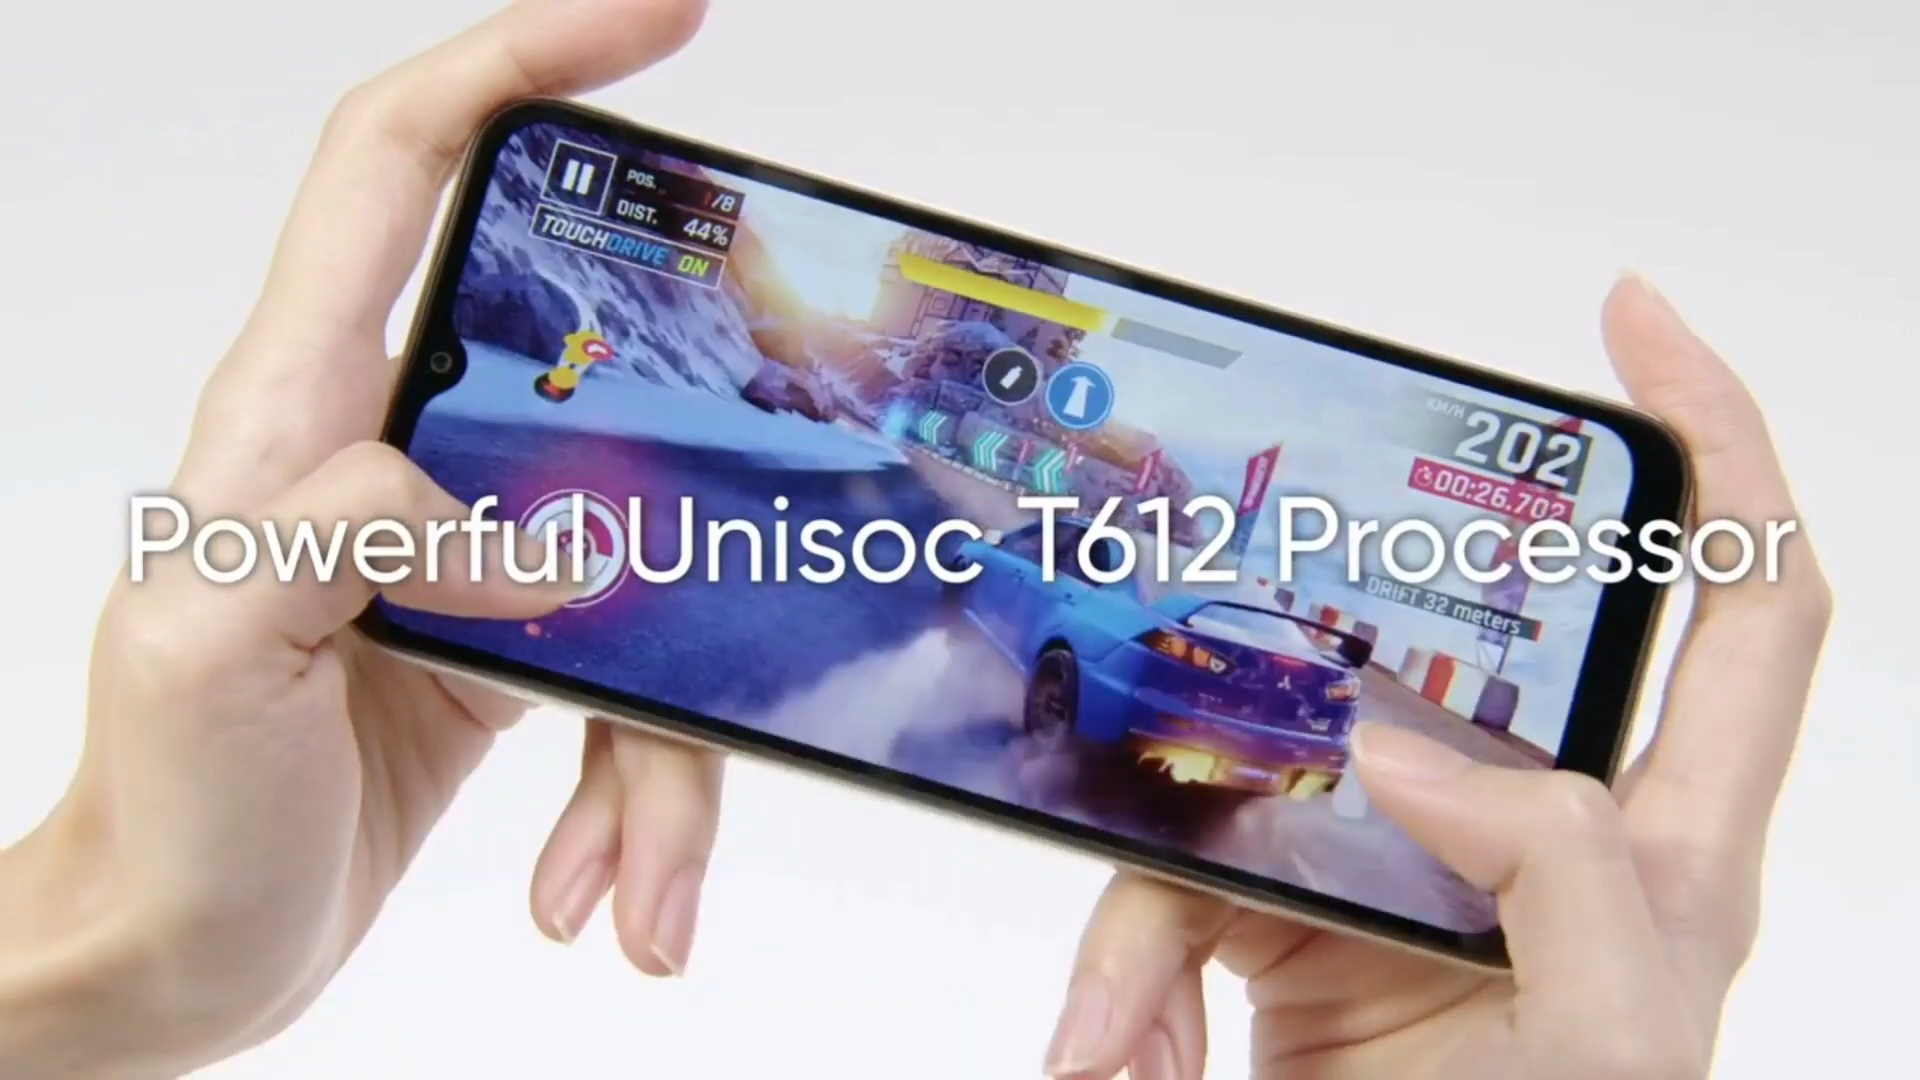 POS. 1/8
DIST. 44%
TOUCHDRIVE ON
KM/H 202
00:26.702
Powerful Unisoc T612 Processor
DRIFT 32 meters